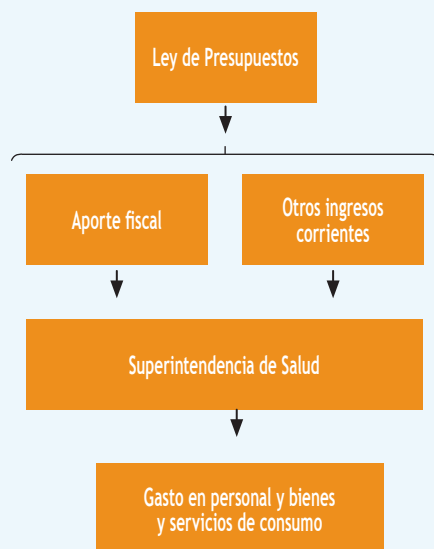 Ley de Presupuestos
Aporte fiscal
Otros ingresos
corrientes
Superintendencia de Salud
Gasto en personal y bienes
y servicios de consumo